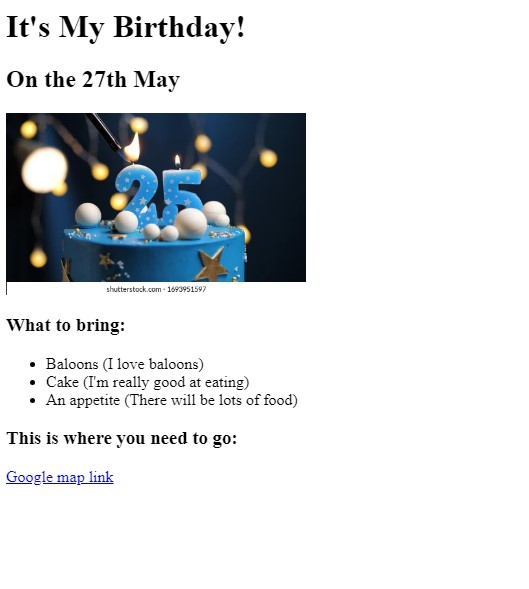 It's My Birthday!
On the 27th May
25
shutterstock.com · 1693951597
What to bring:
Baloons (I love baloons)
Cake (I'm really good at eating)
An appetite (There will be lots of food)
This is where you need to go:
Google map link